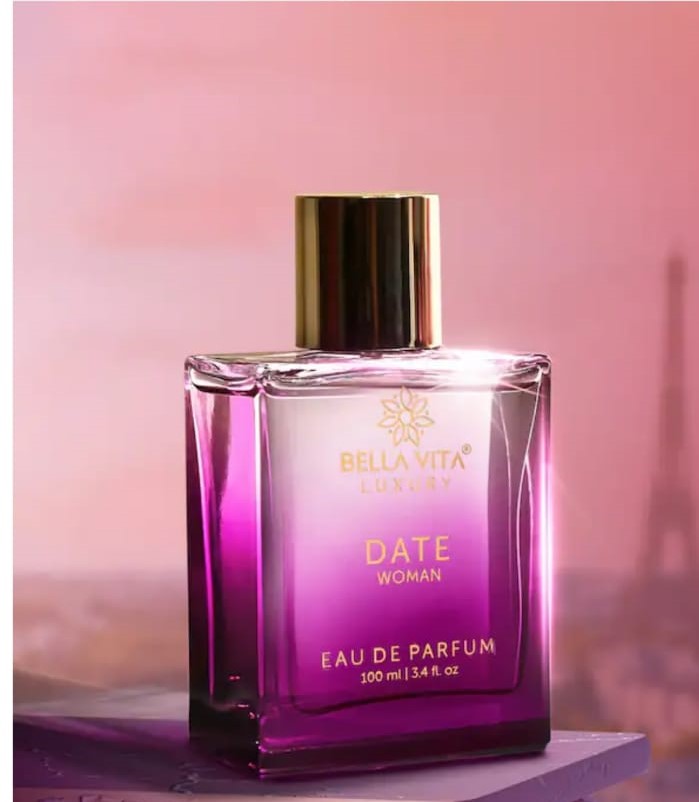 BELLA VITA®
LUXURY
DATE
WOMAN
EAU DE PARFUM
100 ml | 3.4 fl. oz